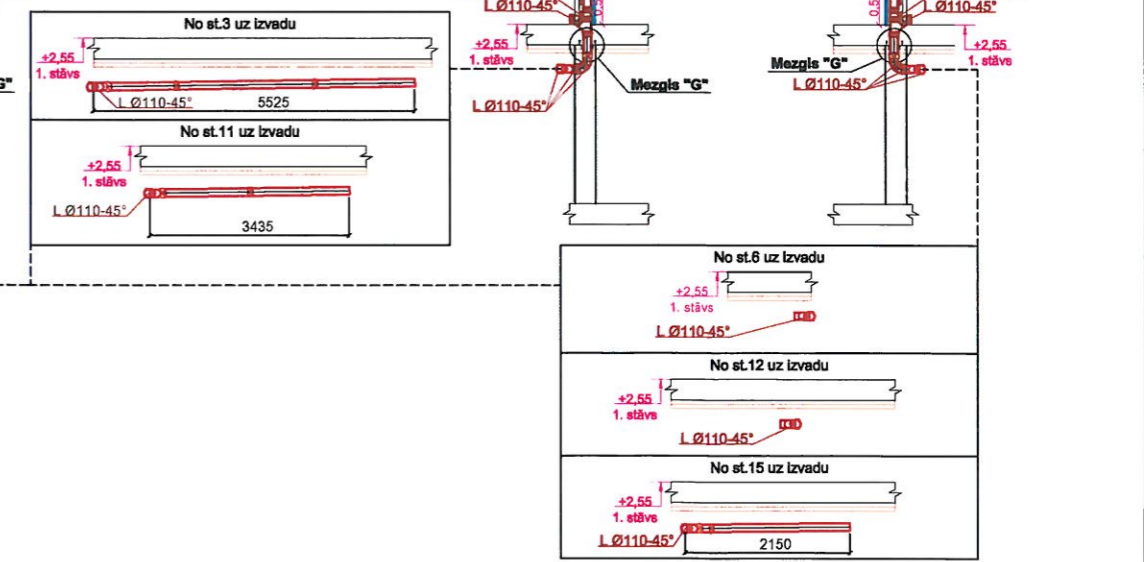 No st.3 uz izvadu
+2,55
1. stāvs
L Ø110-45°
5525
No st.11 uz izvadu
+2,55
1. stāvs
L Ø110-45°
3435
G"
L Ø110-45°
0.5
+2,55
1. stāvs
Mezgls "G"
L Ø110-45°
0.5
L Ø110-45°
+2,55
1. stāvs
Mezgls "G"
L Ø110-45°
No st.6 uz izvadu
+2,55
1. stāvs
L Ø110-45°
No st.12 uz izvadu
+2,55
1. stāvs
L Ø110-45°
No st.15 uz izvadu
+2,55
1. stāvs
L Ø110-45°
2150